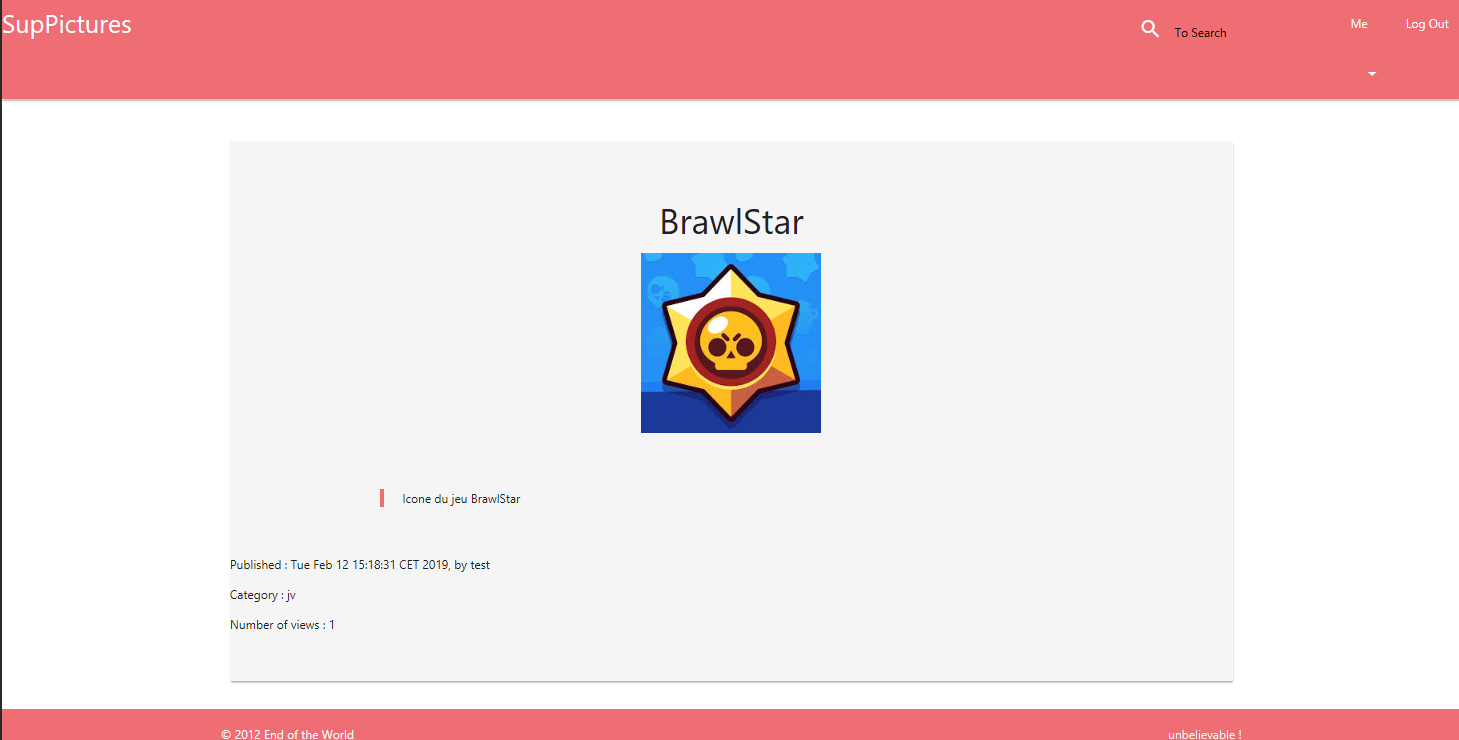 SupPictures
To Search
Me
Log Out
BrawlStar
Icone du jeu BrawlStar
Published : Tue Feb 12 15:18:31 CET 2019, by test
Category : jv
Number of views : 1
© 2012 End of the World
unbelievable !